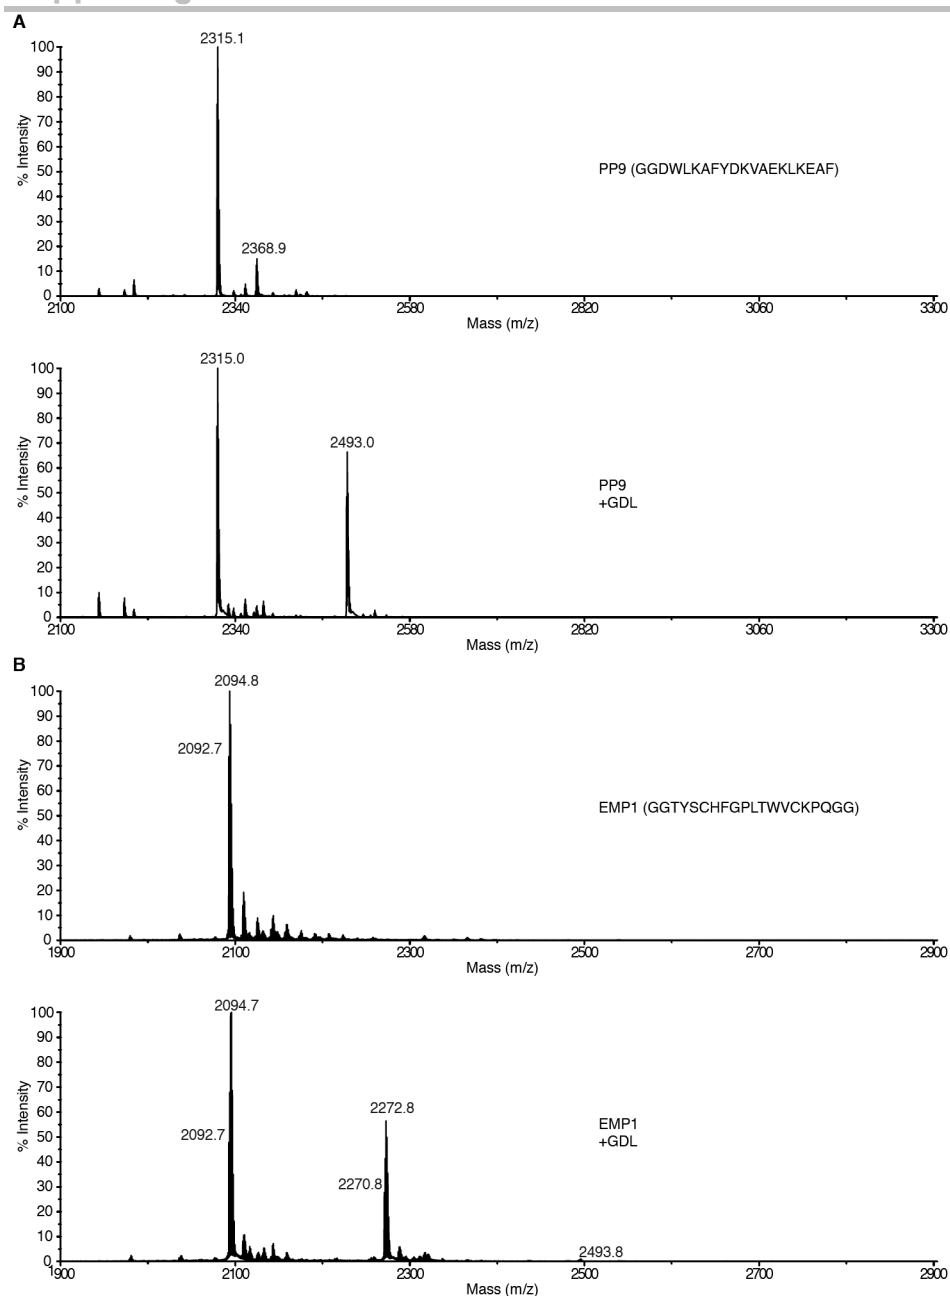 A
2315.1
100
90
80
70
60
50
40
30
20
10
0
% Intensity
2368.9
PP9 (GGDWLKAFYDKVAEKLKEAF)
2100 2340 2580 2820 3060 3300
Mass (m/z)
2315.0
100
90
80
70
60
50
40
30
20
10
0
% Intensity
2493.0
PP9
+GDL
2100 2340 2580 2820 3060 3300
Mass (m/z)
B
2094.8
100
90
80
70
60
50
40
30
20
10
0
% Intensity
2092.7
EMP1 (GGTYSCHFGPLTWVCKPQGG)
1900 2100 2300 2500 2700 2900
Mass (m/z)
2094.7
100
90
80
70
60
50
40
30
20
10
0
% Intensity
2092.7
2272.8
2270.8
EMP1
+GDL
2493.8
1900 2100 2300 2500 2700 2900
Mass (m/z)